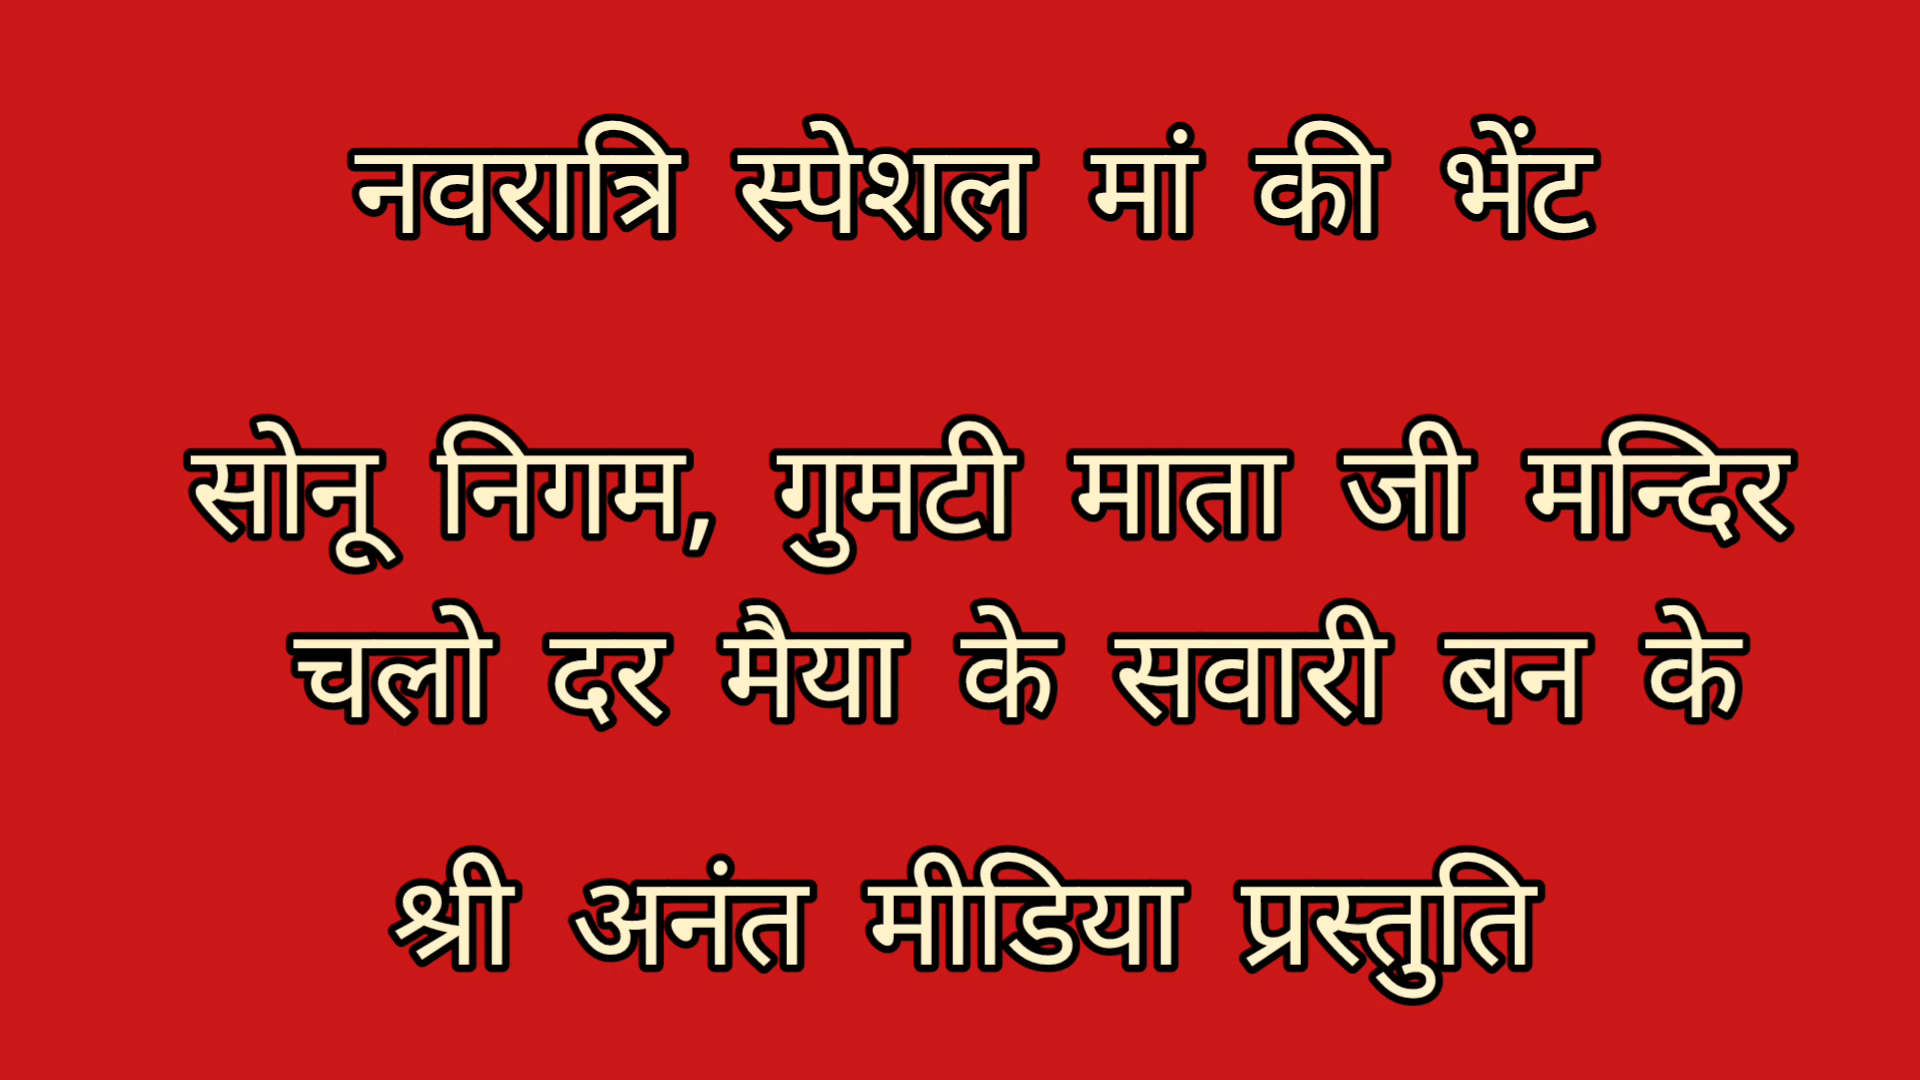 नवरात्रि स्पेशल मां की भेंट
सोनू निगम, गुमटी माता जी मन्दिर
चलो दर मैया के सवारी बन के
श्री अनंत मीडिया प्रस्तुति